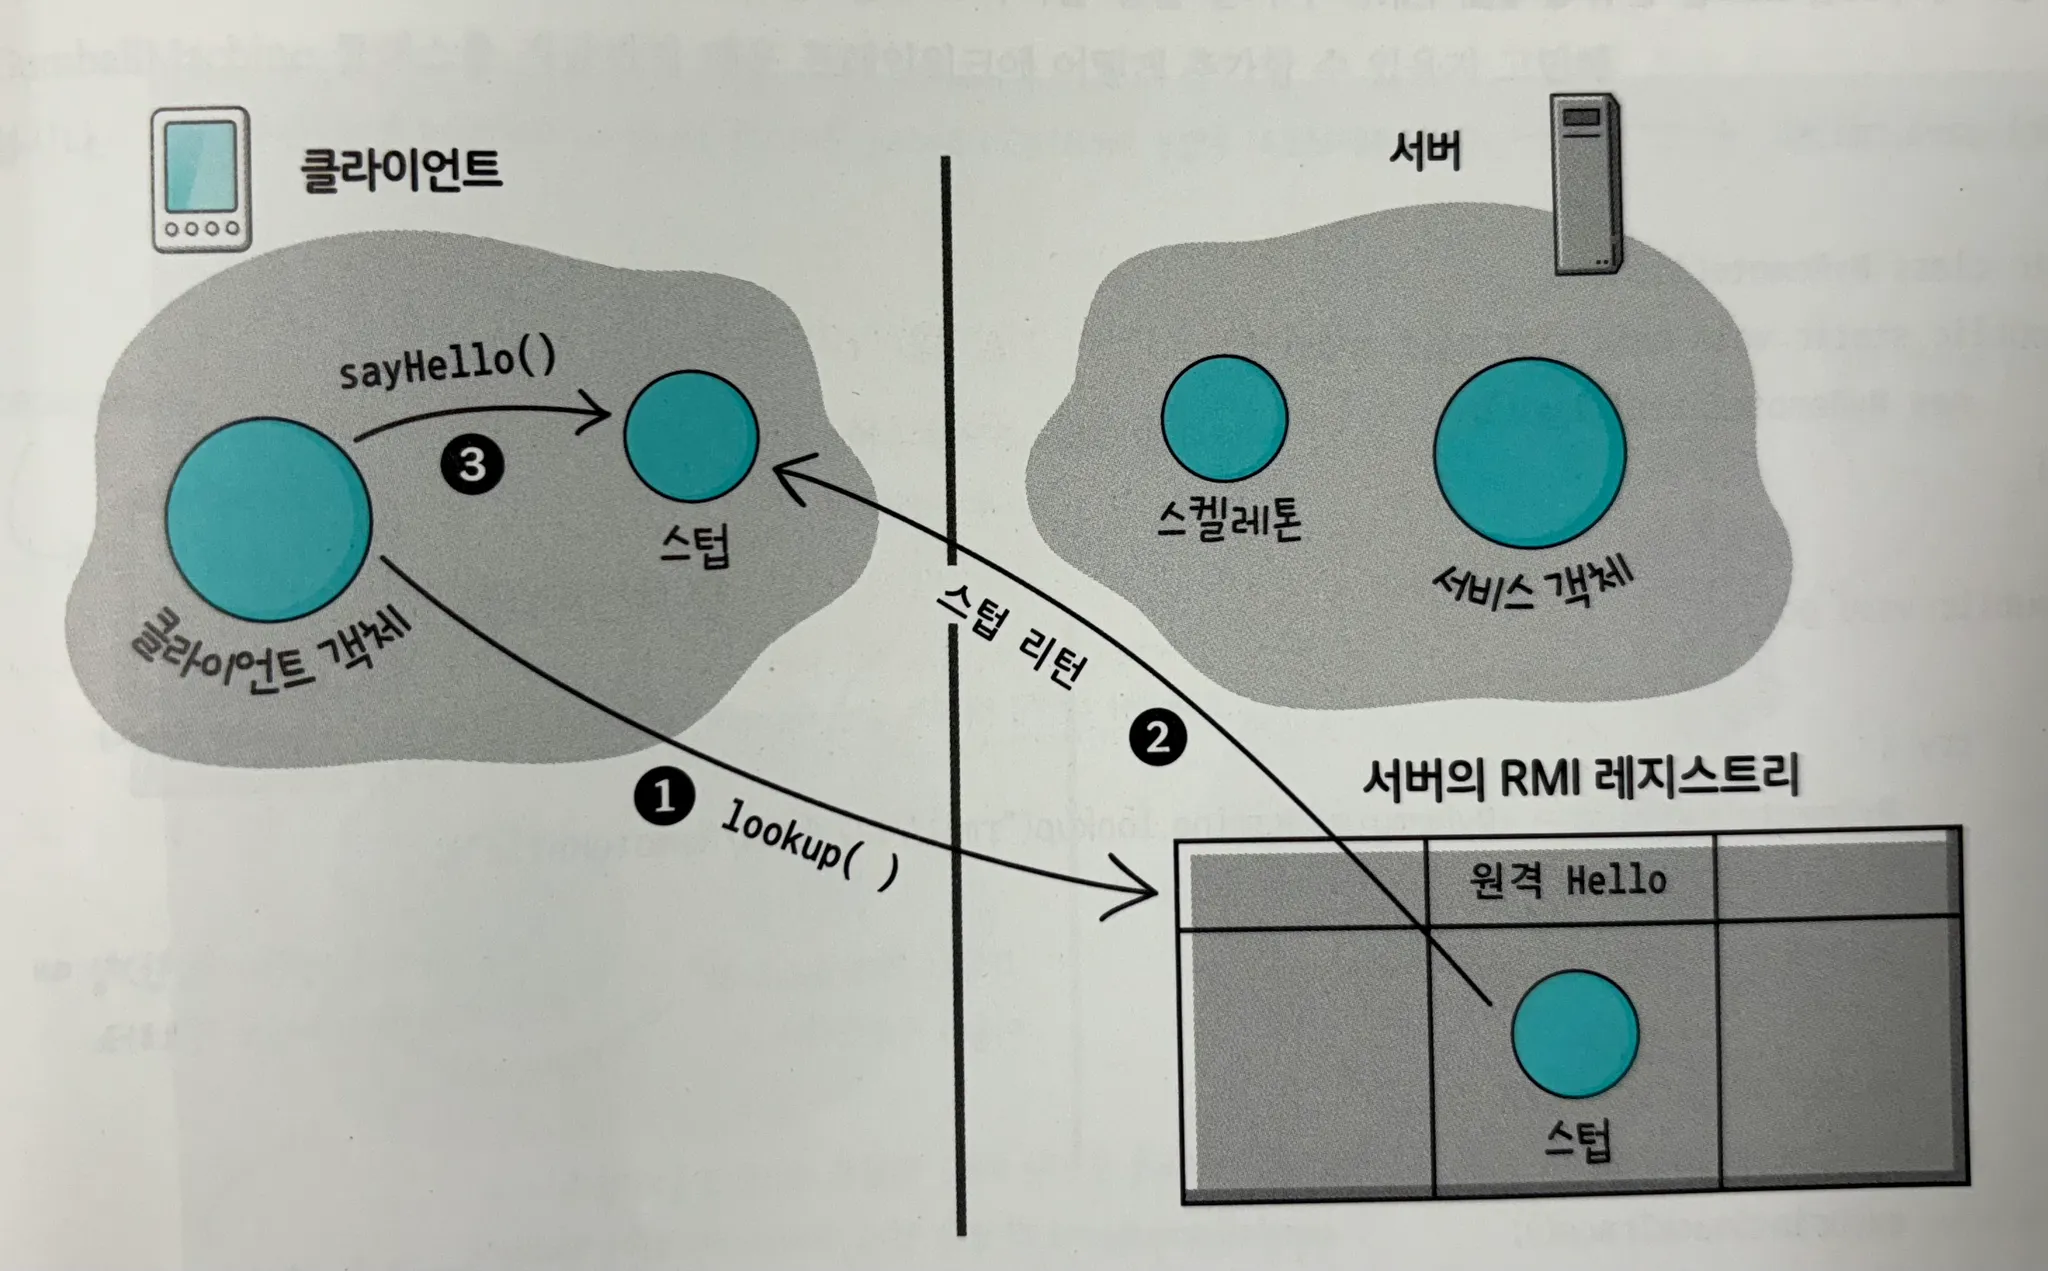 클라이언트
서버
sayHello()
3
스텁
클라이언트 객체
스켈레톤
서비스 객체
스텁 리턴
2
1 lookup( )
서버의 RMI 레지스트리
원격 Hello
스텁